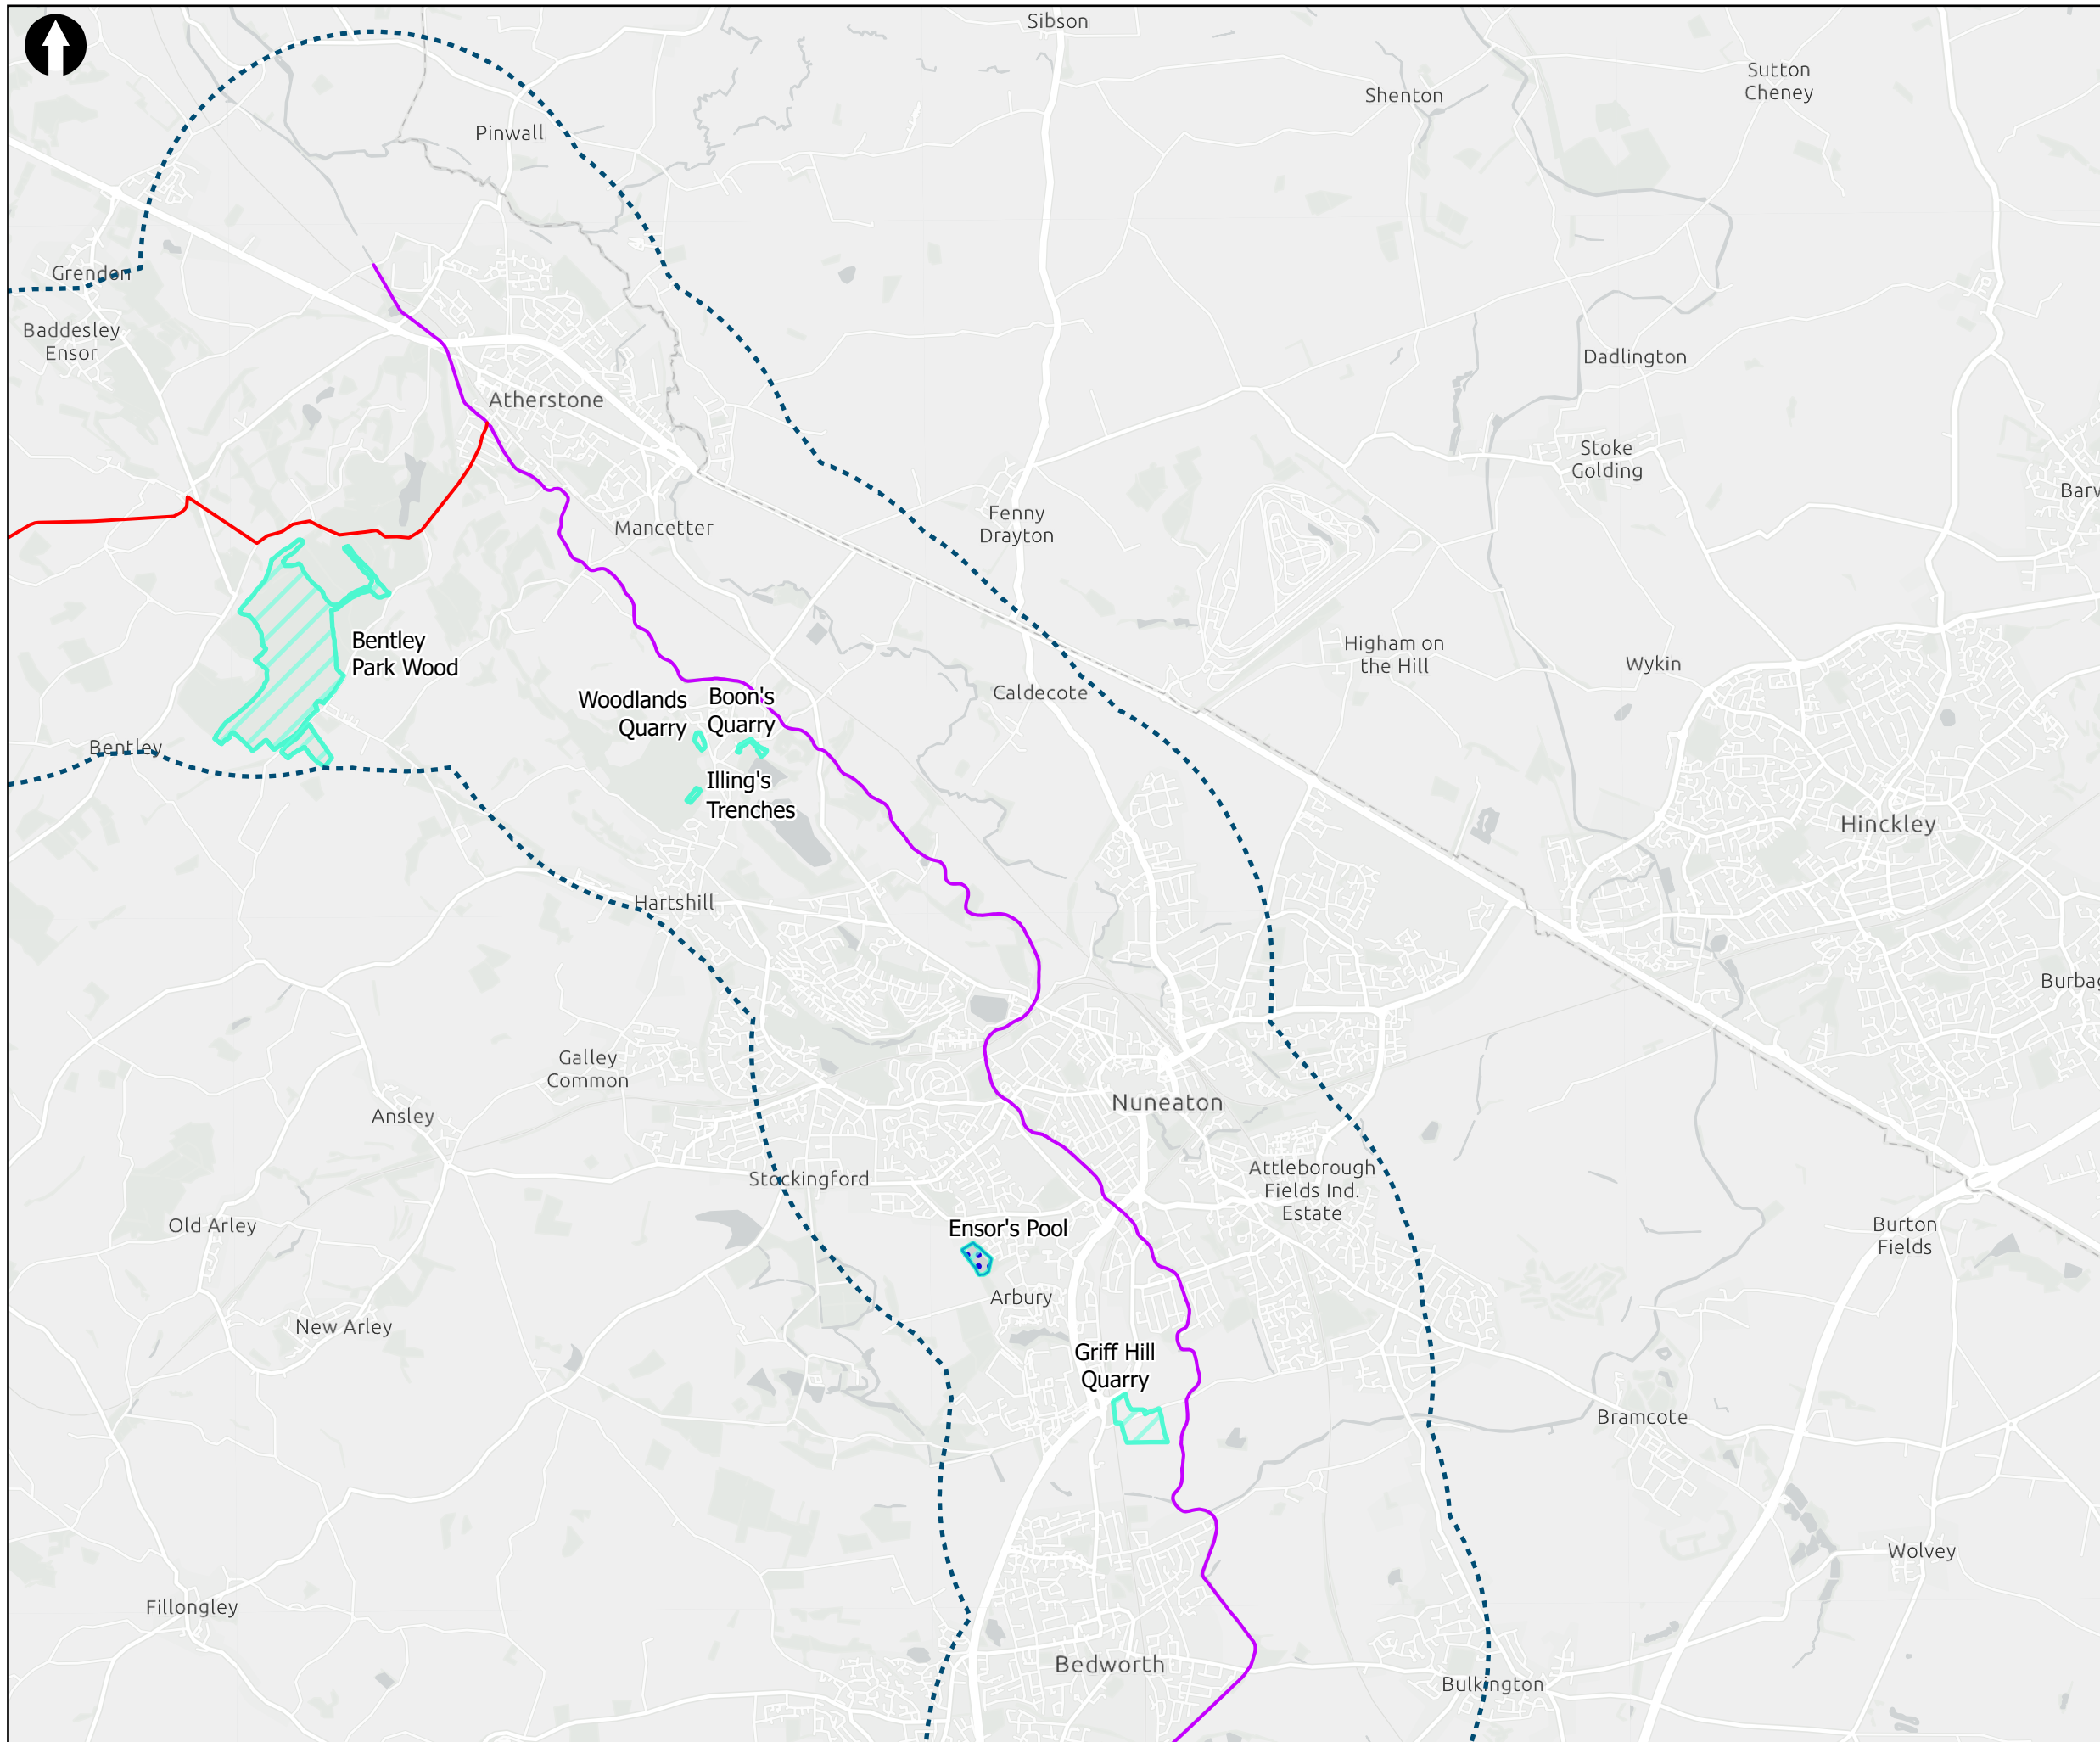 Sibson
Sutton
Cheney
Shenton
Pinwall
Grendon
Baddesley
Ensor
Dadlington
Atherstone
Stoke
Golding
Barw
Fenny
Drayton
Mancetter
Bentley
Park Wood
Higham on
the Hill
Wykin
Caldecote
Woodlands
Quarry
Boon's
Quarry
Bentley
Illing's
Trenches
Hinckley
Hartshill
Burbag
Galley
Common
Nuneaton
Ansley
Stockingford
Attleborough
Fields Ind.
Estate
Old Arley
Ensor's Pool
Burton
Fields
Arbury
New Arley
Griff Hill
Quarry
Bramcote
Wolvey
Fillongley
Bedworth
Bulkington